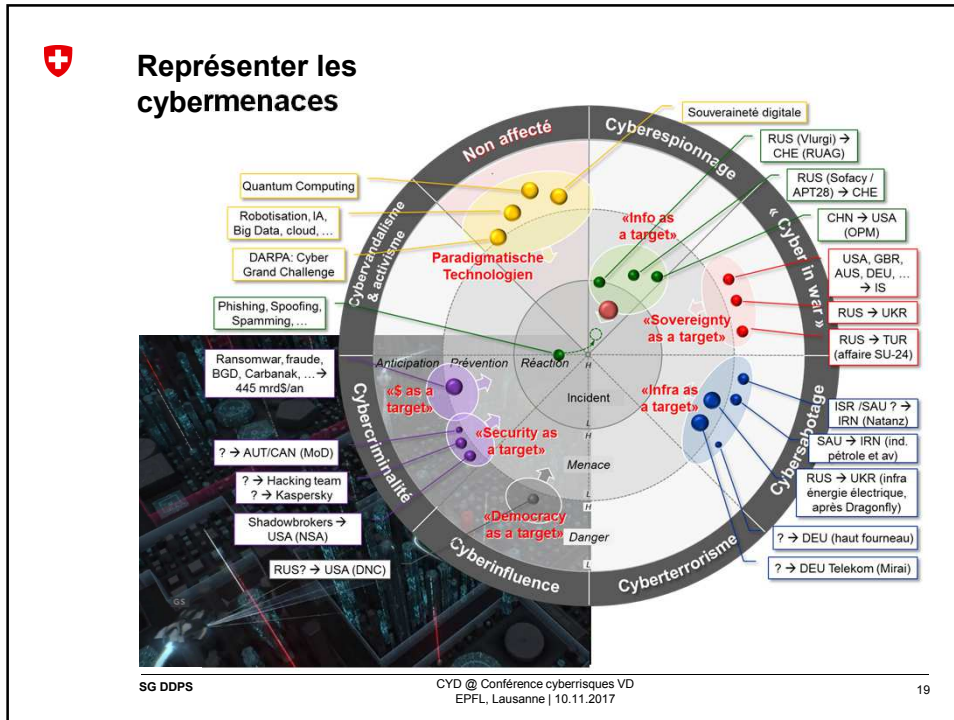 Représenter les
cybermenaces
Non affecté
Cyberespionnage
« Cyber in war »
Cybersabotage
Cyberterrorisme
Cyberinfluence
Cybercriminalité
Cybervandalisme
& activisme
Souveraineté digitale
Quantum Computing
Robotisation, IA,
Big Data, cloud, …
DARPA: Cyber
Grand Challenge
Paradigmatische
Technologien
Phishing, Spoofing,
Spamming, …
RUS (Vlurgi) →
CHE (RUAG)
RUS (Sofacy /
APT28) → CHE
CHN → USA
(OPM)
«Info as
a target»
USA, GBR,
AUS, DEU, …
→ IS
RUS → UKR
RUS → TUR
(affaire SU-24)
«Sovereignty
as a target»
Anticipation
Prévention
Réaction
H
Incident
L
H
Menace
L
H
Danger
L
Ransomwar, fraude,
BGD, Carbanak, …→
445 mrd$/an
«$ as a
target»
«Security as
a target»
? → AUT/CAN (MoD)
? → Hacking team
? → Kaspersky
Shadowbrokers →
USA (NSA)
RUS? → USA (DNC)
«Democracy
as a target»
«Infra as
a target»
ISR /SAU ? →
IRN (Natanz)
SAU → IRN (ind.
pétrole et av)
RUS → UKR (infra
énergie électrique,
après Dragonfly)
? → DEU (haut fourneau)
? → DEU Telekom (Mirai)
GS
SG DDPS
CYD @ Conférence cyberrisques VD
EPFL, Lausanne | 10.11.2017
19